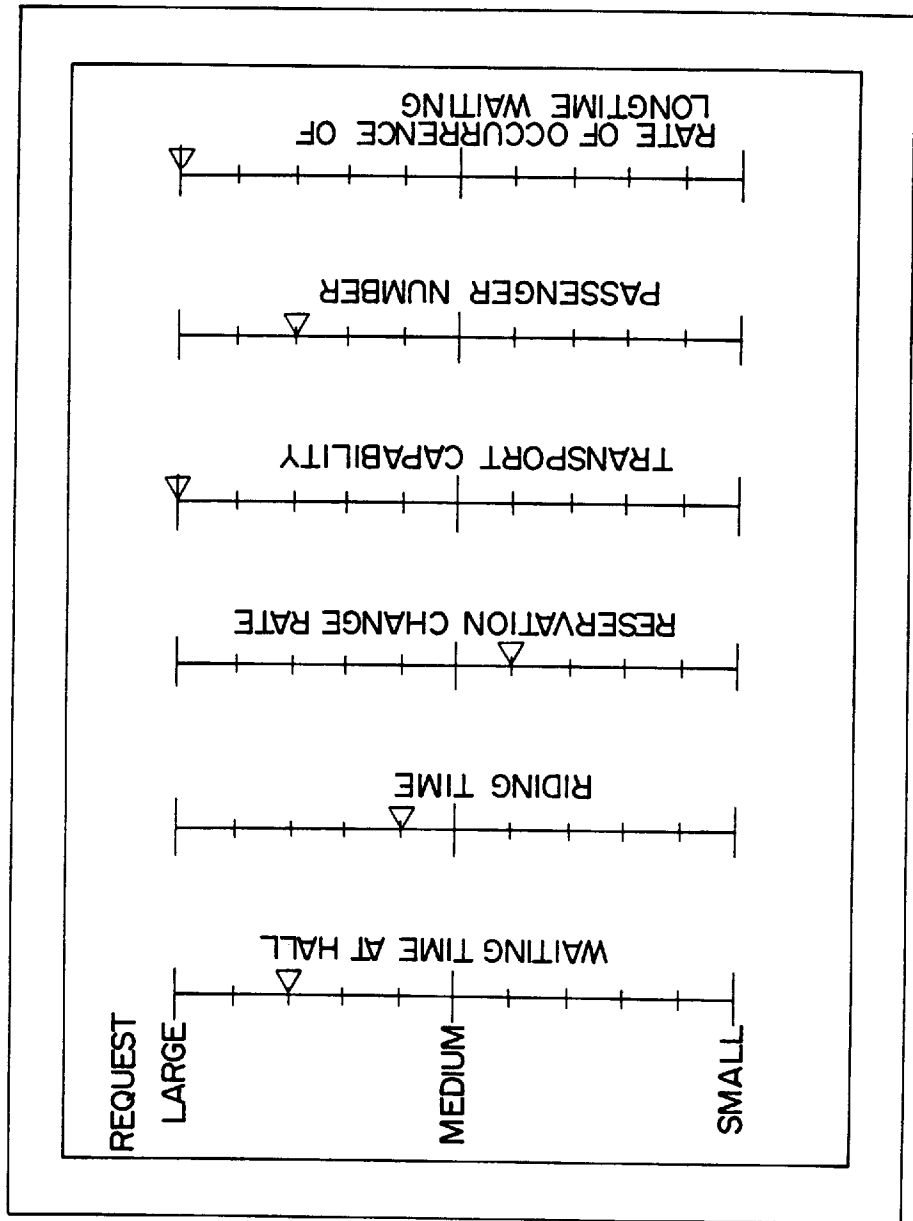 REQUEST
LARGE
MEDIUM
SMALL
WAITING TIME AT HALL
RIDING TIME
RESERVATION CHANGE RATE
TRANSPORT CAPABILITY
PASSENGER NUMBER
RATE OF OCCURRENCE OF
LONGTIME WAITING